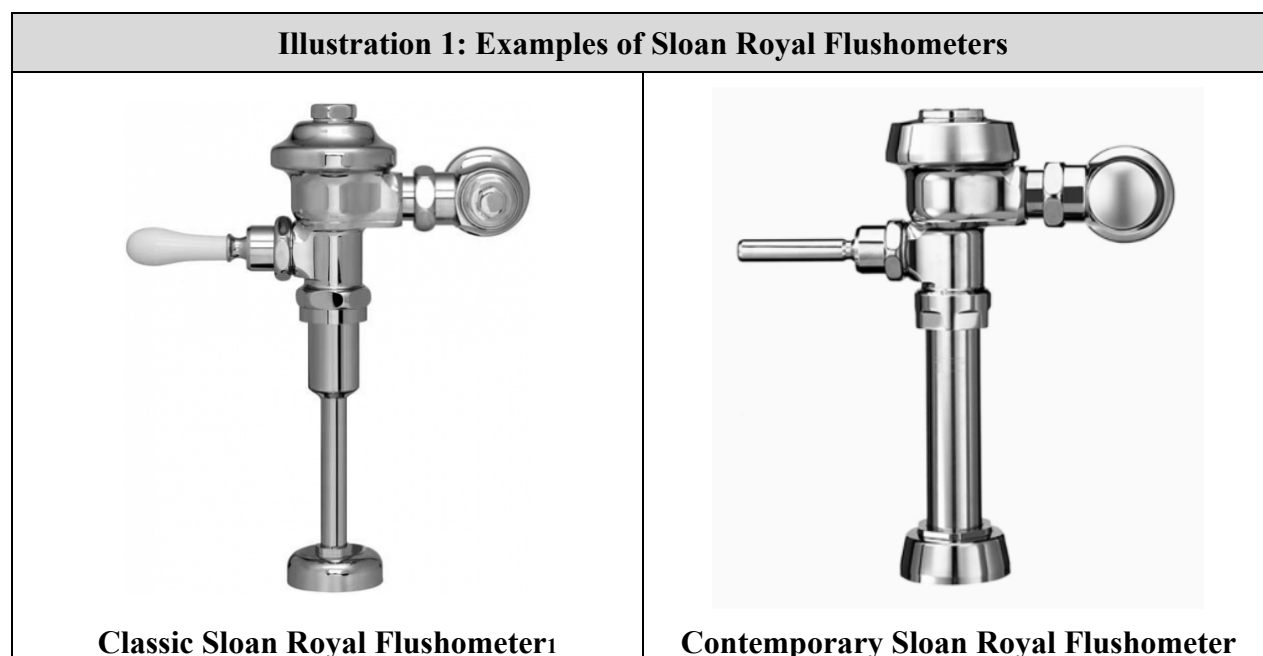 Illustration 1: Examples of Sloan Royal Flushometers
Classic Sloan Royal Flushometer1
Contemporary Sloan Royal Flushometer